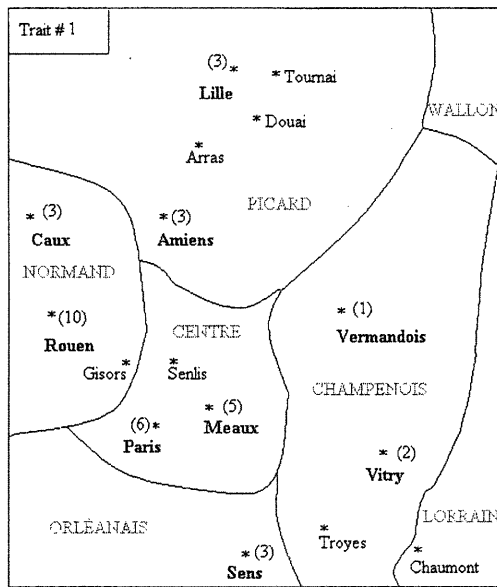 Trait # 1
(3)
* * Tournai
Lille
* Douai
WALLON
*
Arras
PICARD
* (3)
Caux
* (3)
Amiens
NORMAND
* (10)
Rouen
CENTRE
* (1)
Vermandois
Gisors *
*
Senlis
CHAMPENOIS
* (5)
Meaux
(6) *
Paris
* (2)
Vitry
ORLÉANAIS
LORRAIN
*
Troyes
* (3)
Sens
*
Chaumont